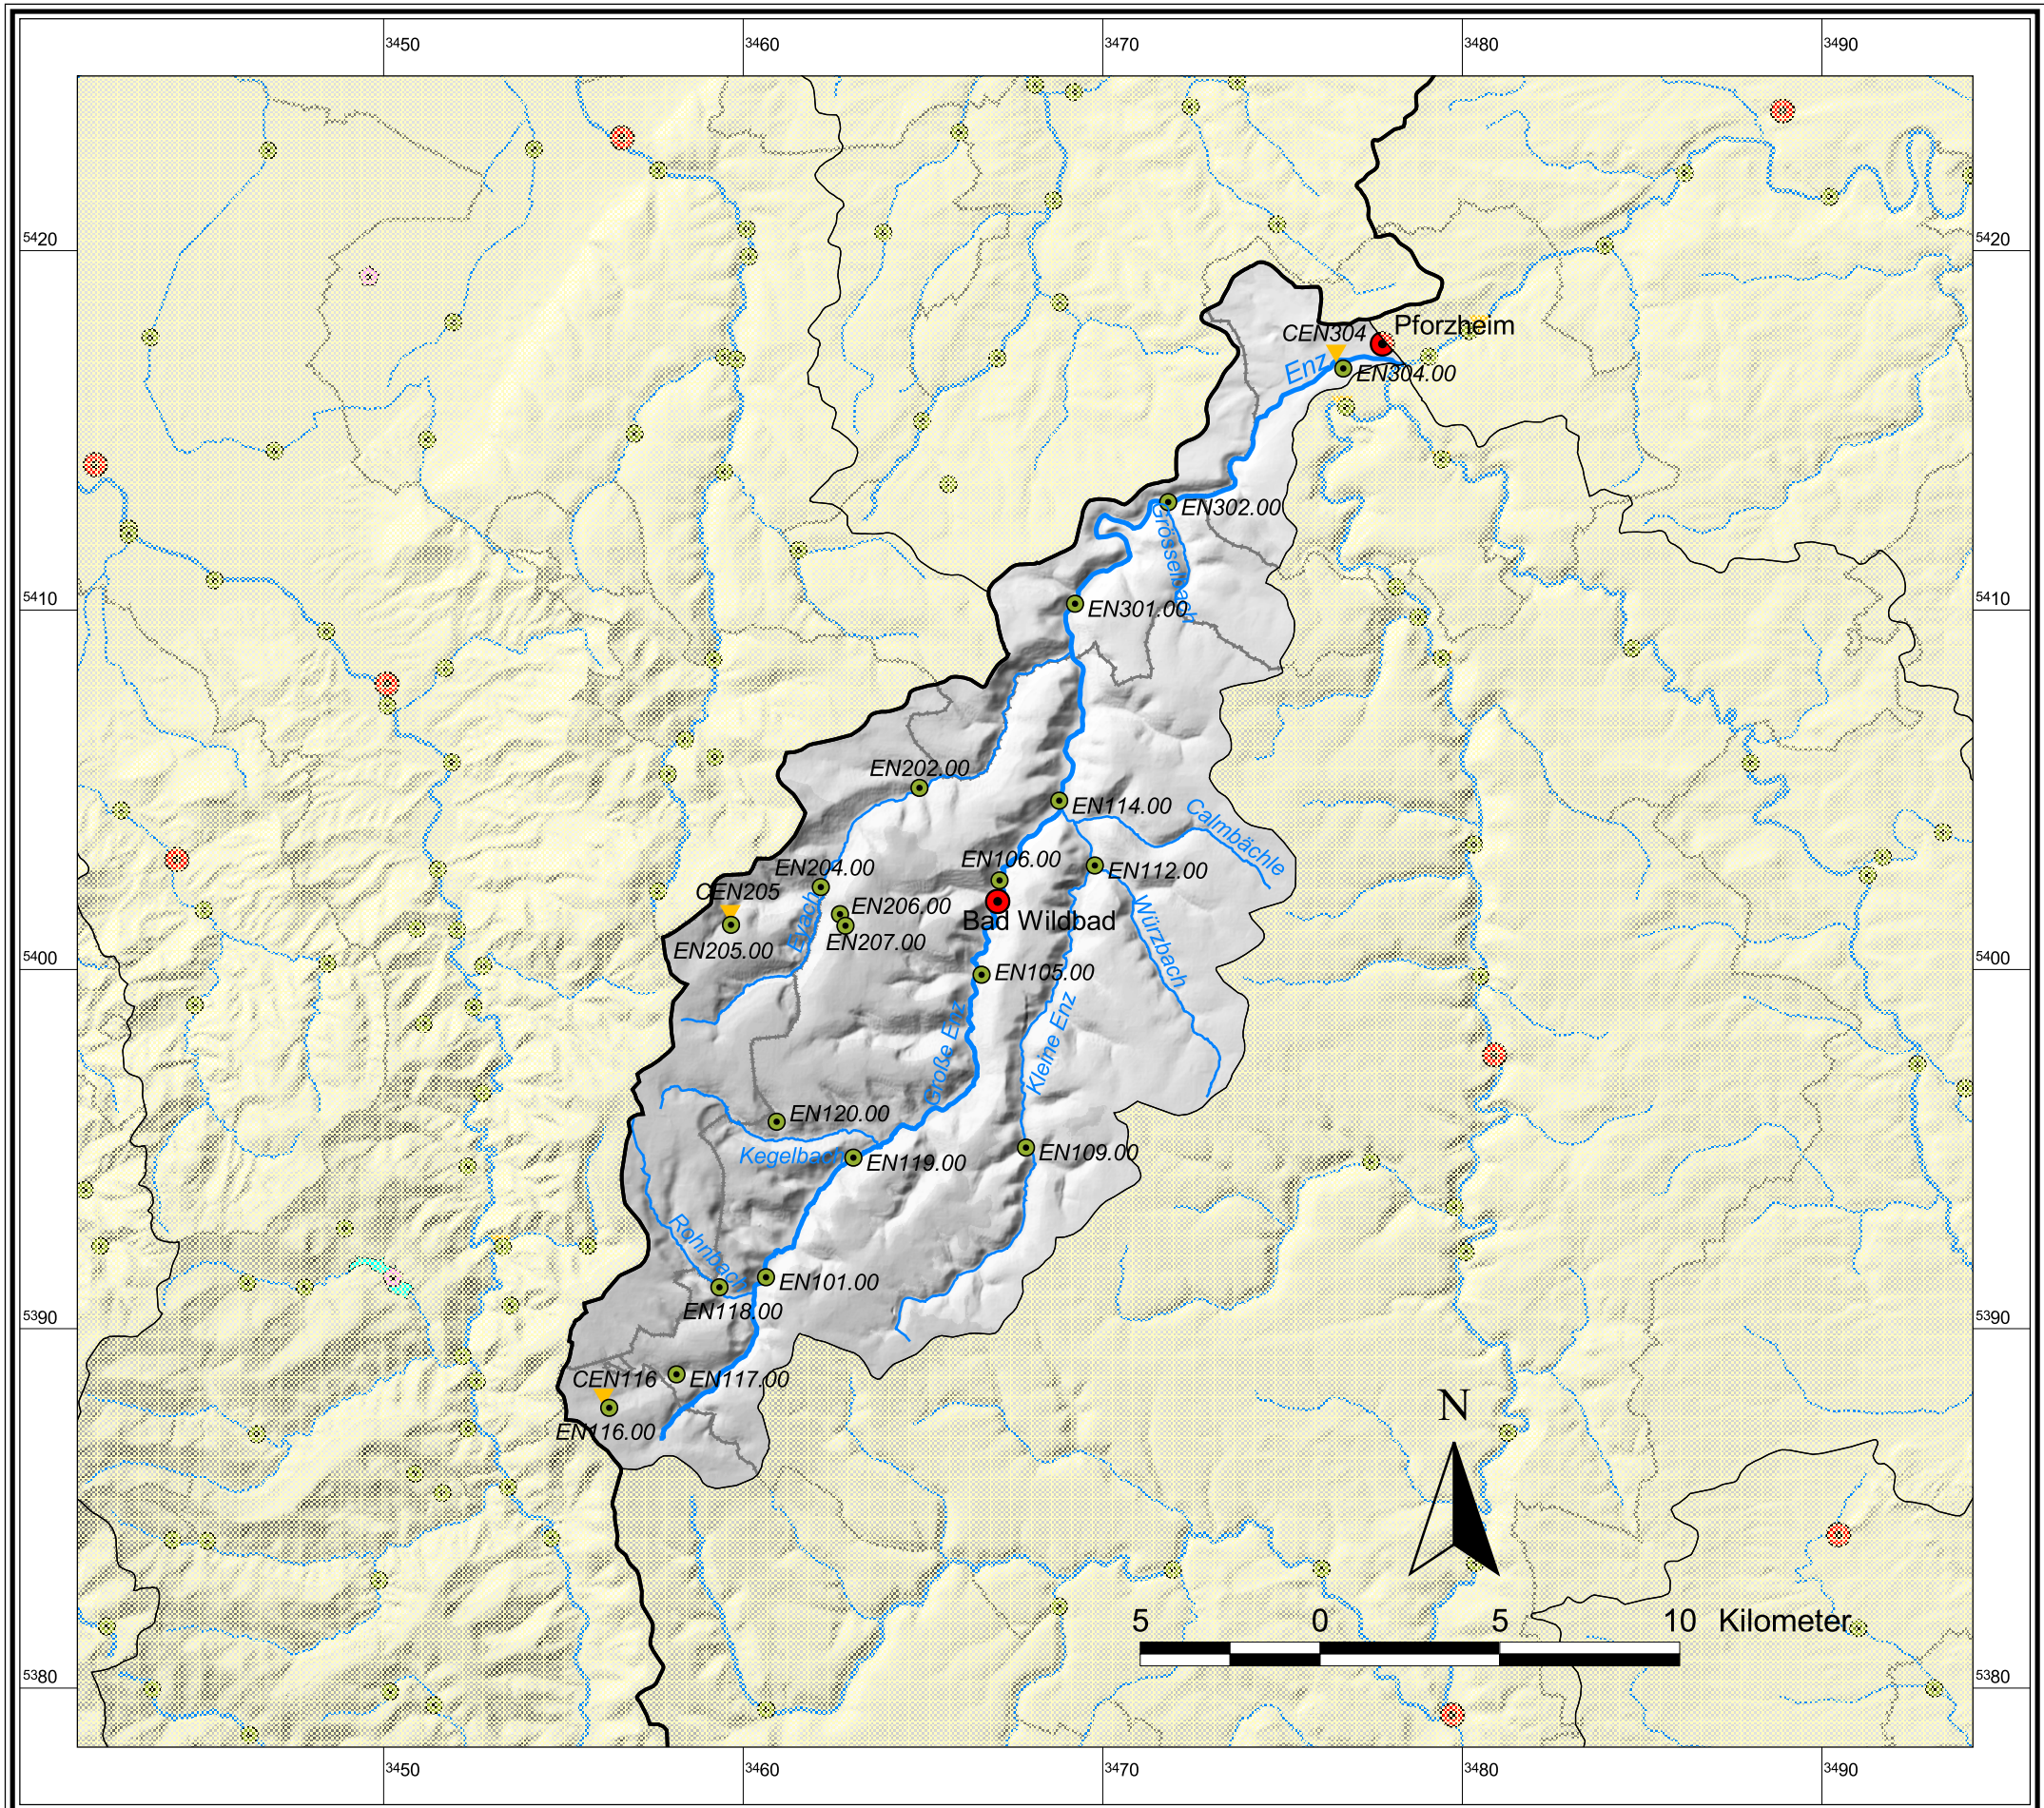 3450
3460
3470
3480
3490
5420
5420
Pforzheim
CEN304
Enz
EN304.00
EN302.00
Grösselbach
5410
5410
EN301.00
EN202.00
EN114.00
Calmbächle
EN106.00
EN204.00
EN112.00
CEN205
EN206.00
Bad Wildbad
Eyach
EN207.00
EN205.00
Würzbach
5400
5400
EN105.00
Große Enz
Kleine Enz
EN120.00
Kegelbach
EN119.00
EN109.00
Rohnbach
EN101.00
EN118.00
5390
5390
CEN116
EN117.00
EN116.00
N
5 0 5 10 Kilometer
5380
5380
3450
3460
3470
3480
3490